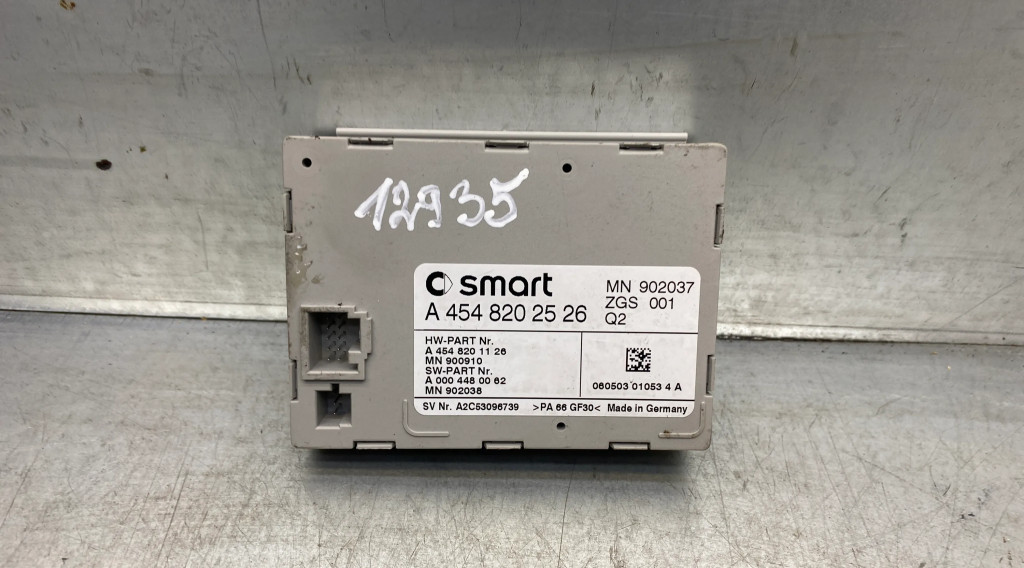 12935
smart
A 454 820 25 26
MN 902037
ZGS 001
Q2
HW-PART Nr.
A 454 820 11 26
MN 900910
SW-PART Nr.
A 000 448 00 62
MN 902038
060503 01053 4 A
SV Nr. A2C53096739 >PA 66 GF30< Made in Germany